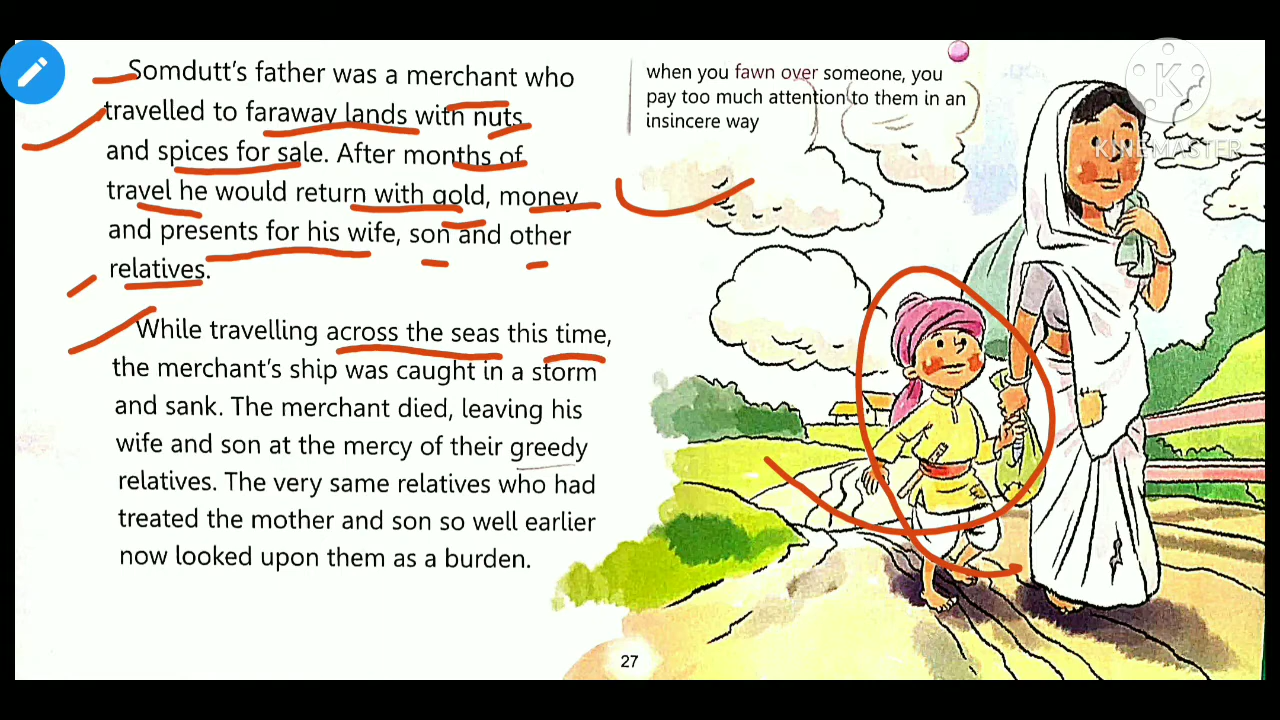 Somdutt's father was a merchant who
travelled to faraway lands with nuts
and spices for sale. After months of
travel he would return with gold, money
and presents for his wife, son and other
relatives.
While travelling across the seas this time,
the merchant's ship was caught in a storm
and sank. The merchant died, leaving his
wife and son at the mercy of their greedy
relatives. The very same relatives who had
treated the mother and son so well earlier
now looked upon them as a burden.
when you fawn over someone, you
pay too much attention to them in an
insincere way
K
KINEMASTER
27